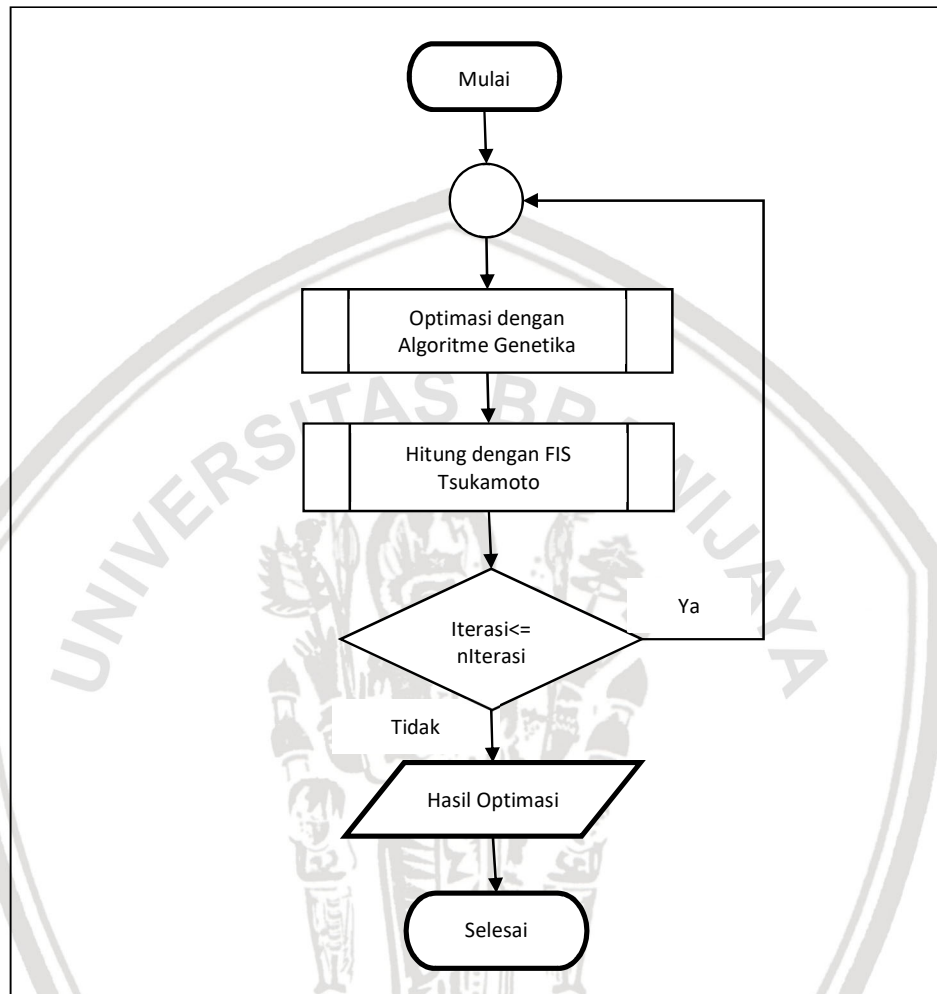 Mulai
Optimasi dengan
Algoritme Genetika
UNIVERSITAS BRAWIJAYA
Hitung dengan FIS
Tsukamoto
Iterasi<=
nIterasi
Ya
Tidak
Hasil Optimasi
Selesai